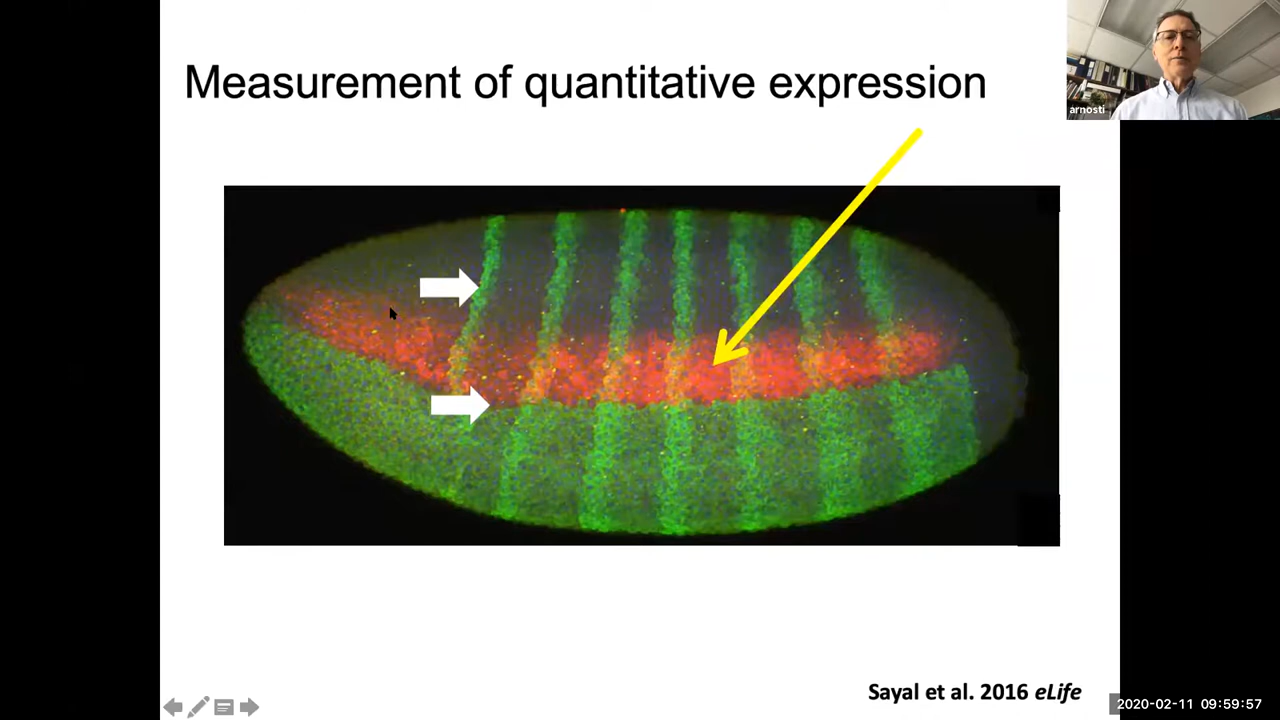 Measurement of quantitative expression
arnosti
Sayal et al. 2016 eLife
2020-02-11 09:59:57